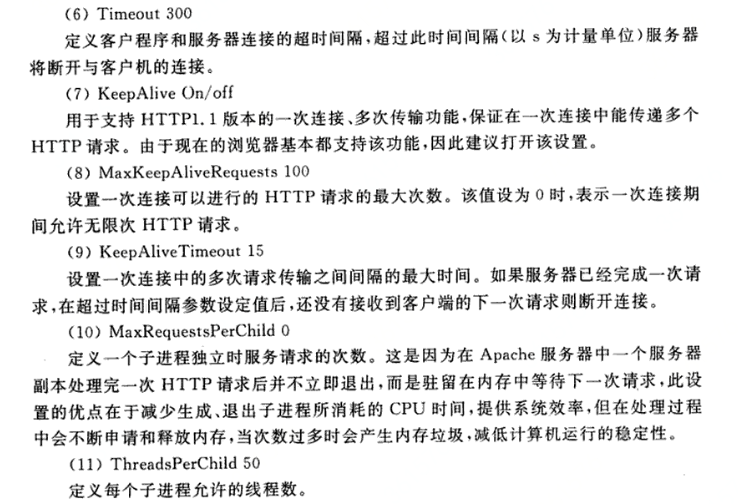 (6) Timeout 300
定义客户程序和服务器连接的超时间隔,超过此时间间隔(以 s 为计量单位)服务器
将断开与客户机的连接。
(7) KeepAlive On/off
用于支持 HTTP1.1 版本的一次连接、多次传输功能,保证在一次连接中能传递多个
HTTP 请求。由于现在的浏览器基本都支持该功能,因此建议打开该设置。
(8) MaxKeepAliveRequests 100
设置一次连接可以进行的 HTTP 请求的最大次数。该值设为 0 时,表示一次连接期
间允许无限次 HTTP 请求。
(9) KeepAliveTimeout 15
设置一次连接中的多次请求传输之间间隔的最大时间。如果服务器已经完成一次请
求,在超过时间间隔参数设定值后,还没有接收到客户端的下一次请求则断开连接。
(10) MaxRequestsPerChild 0
定义一个子进程独立时服务请求的次数。这是因为在 Apache 服务器中一个服务器
副本处理完一次 HTTP 请求后并不立即退出,而是驻留在内存中等待下一次请求,此设
置的优点在于减少生成、退出子进程所消耗的 CPU 时间,提供系统效率,但在处理过程
中会不断申请和释放内存,当次数过多时会产生内存垃圾,减低计算机运行的稳定性。
(11) ThreadsPerChild 50
定义每个子进程允许的线程数。